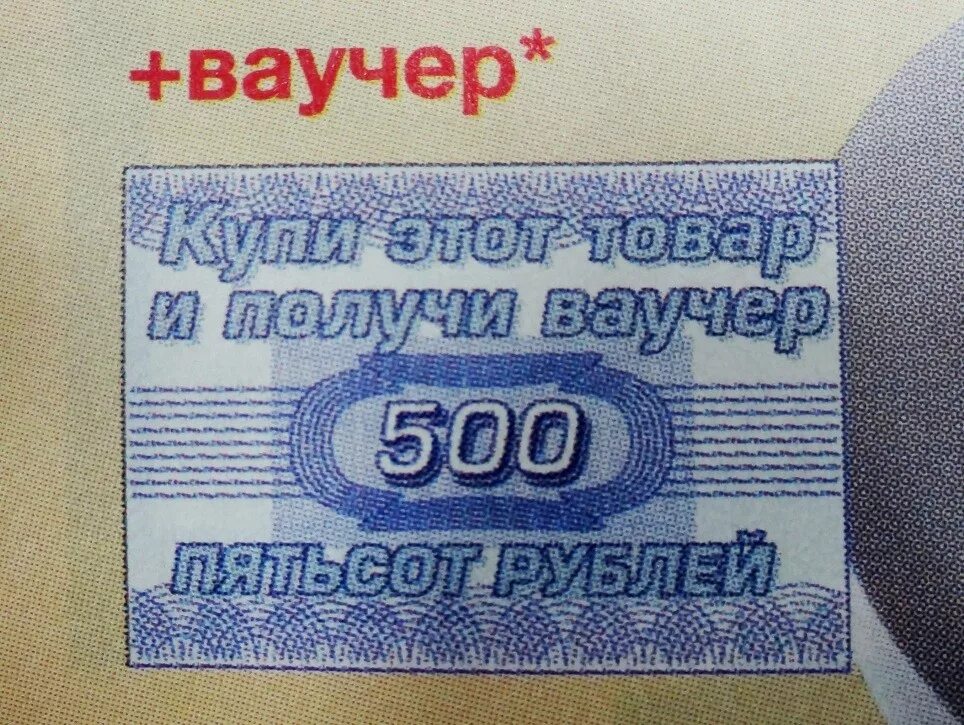 +ваучер*
Купи этот товар
и получи ваучер
500
ПЯТЬСОТ РУБЛЕЙ